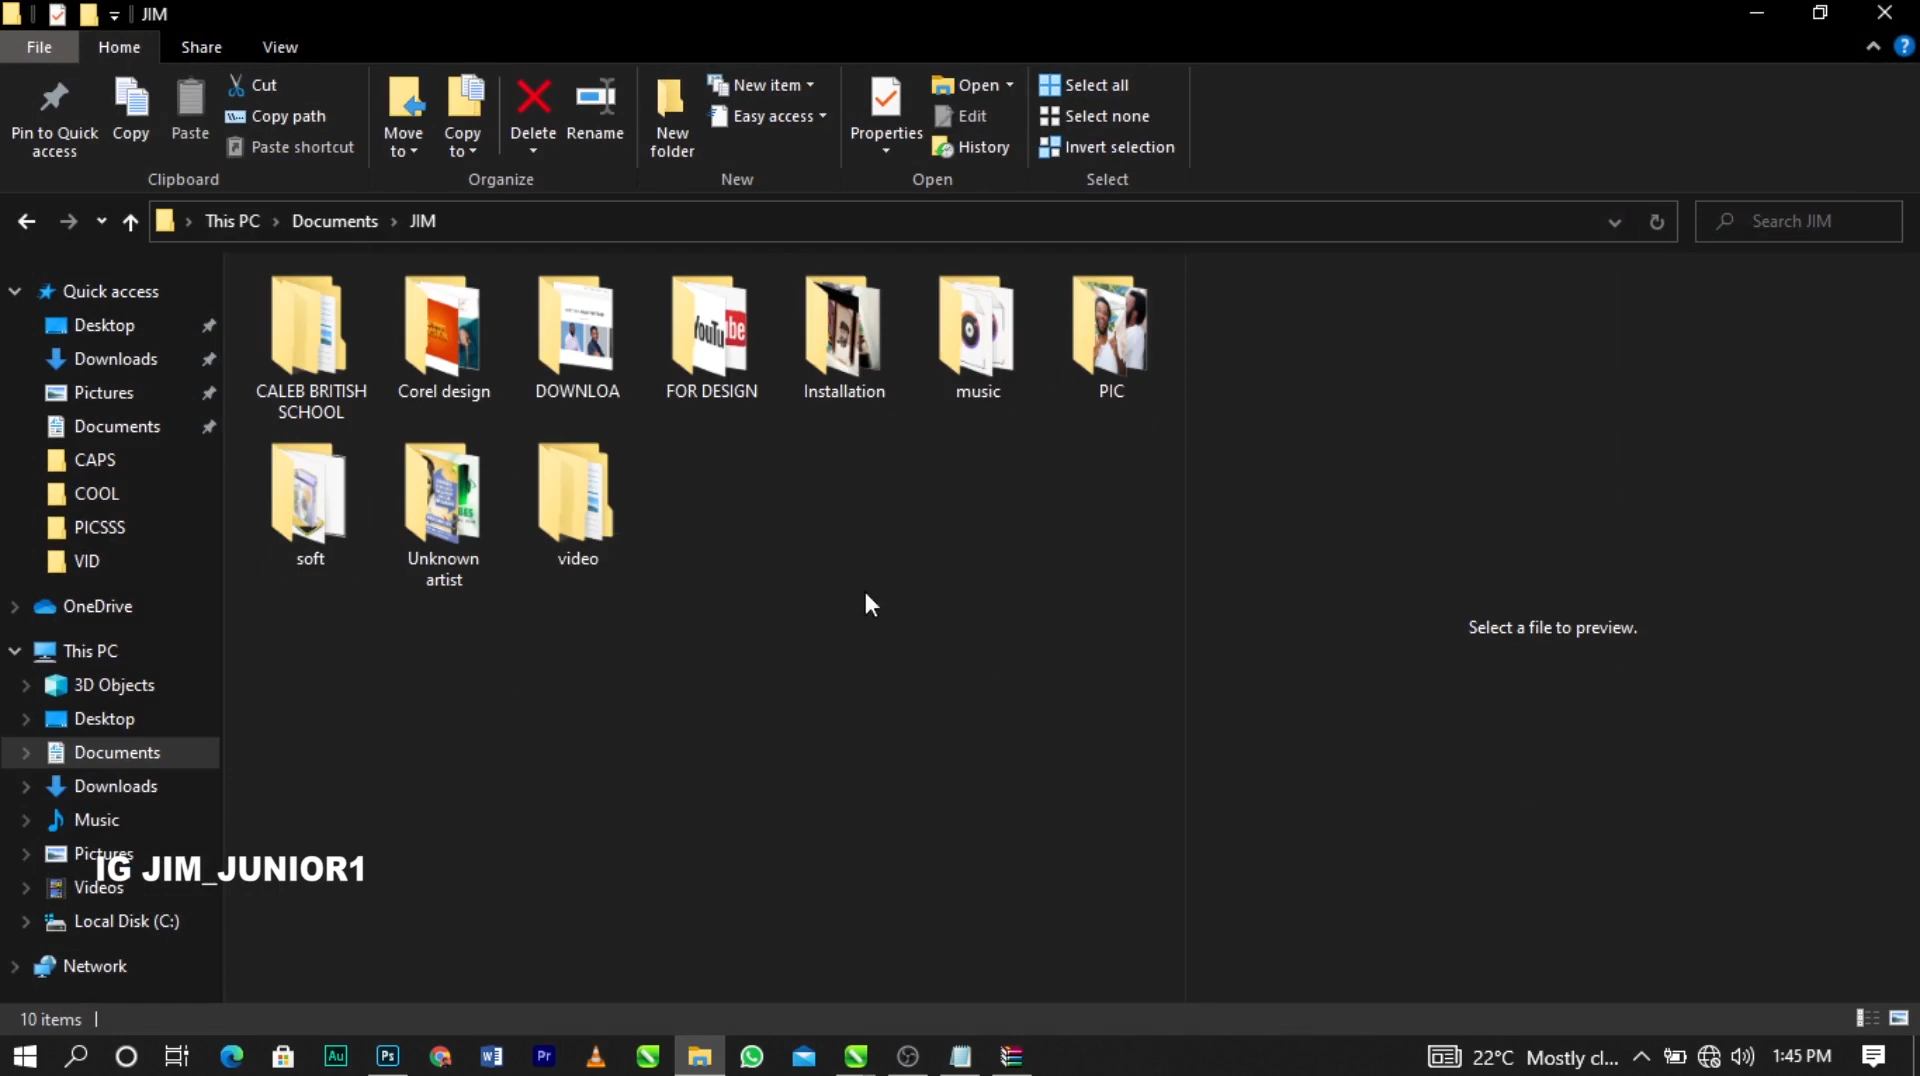 JIM
File
Home
Share
View
Pin to Quick
access
Copy
Paste
Cut
Copy path
Paste shortcut
Clipboard
Move
to
Copy
to
Delete
Rename
Organize
New
folder
New item
Easy access
New
Properties
Open
Edit
History
Open
Select all
Select none
Invert selection
Select
This PC
Documents
JIM
Search JIM
Quick access
Desktop
Downloads
Pictures
Documents
CAPS
COOL
PICSSS
VID
OneDrive
This PC
3D Objects
Desktop
Documents
Downloads
Music
Pictures
IG JIM_JUNIOR1
Videos
Local Disk (C:)
Network
CALEB BRITISH
SCHOOL
Corel design
DOWNLOA
YouTube
FOR DESIGN
Installation
music
PIC
soft
Unknown
artist
video
Select a file to preview.
10 items
Au
Ps
Pr
22°C Mostly cl...
1:45 PM